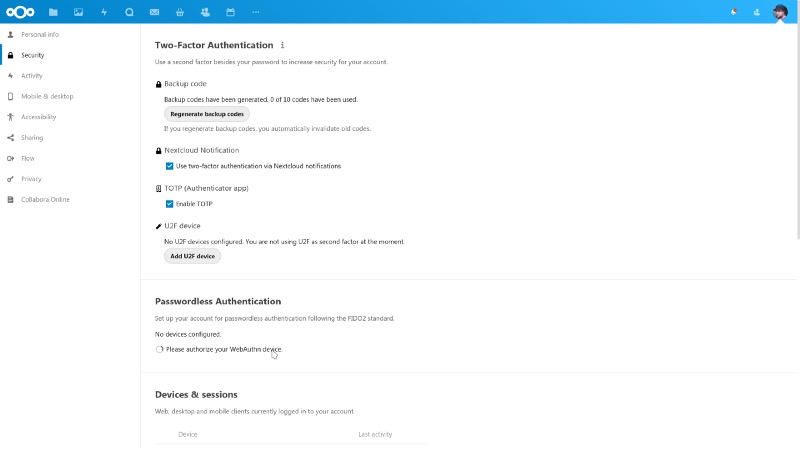 Personal info
Security
Activity
Mobile & desktop
Accessibility
Sharing
Flow
Privacy
Collabora Online
Two-Factor Authentication i
Use a second factor besides your password to increase security for your account.
Backup code
Backup codes have been generated. 0 of 10 codes have been used.
Regenerate backup codes
If you regenerate backup codes, you automatically invalidate old codes.
Nextcloud Notification
Use two-factor authentication via Nextcloud notifications
TOTP (Authenticator app)
Enable TOTP
U2F device
No U2F devices configured. You are not using U2F as second factor at the moment.
Add U2F device
Passwordless Authentication
Set up your account for passwordless authentication following the FIDO2 standard.
No devices configured.
Please authorize your WebAuthn device.
Devices & sessions
Web, desktop and mobile clients currently logged in to your account.
Device Last activity